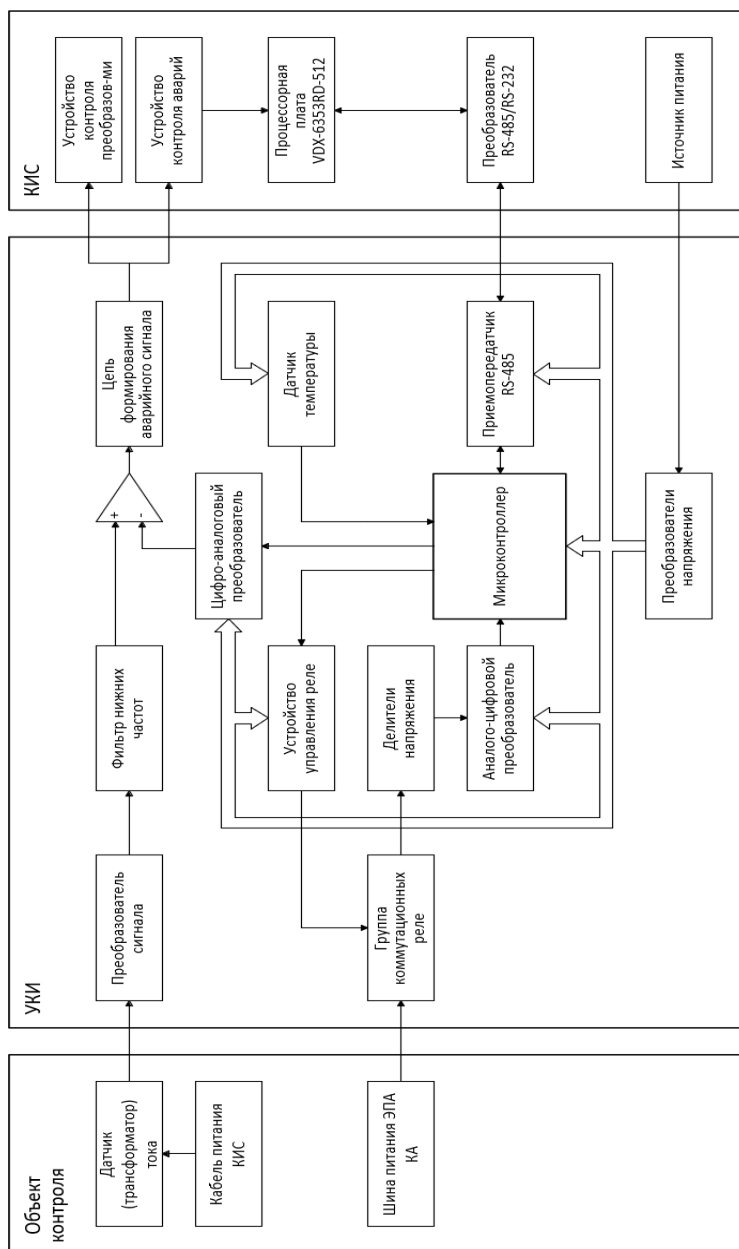 Объект
контроля
Датчик
(трансформатор)
тока
Кабель питания
КИС
Шина питания ЭПА
КА
УКИ
Преобразователь
сигнала
Фильтр нижних
частот
+
-
Цепь
формирования
аварийного сигнала
Цифро-аналоговый
преобразователь
Устройство
управления реле
Датчик
температуры
Группа
коммутационных
реле
Делители
напряжения
Микроконтроллер
Аналого-цифровой
преобразователь
Приемопередатчик
RS-485
Преобразователи
напряжения
КИС
Устройство
контроля
преобразов-ми
Устройство
контроля аварий
Процессорная
плата
VDX-6353RD-512
Преобразователь
RS-485/RS-232
Источник питания